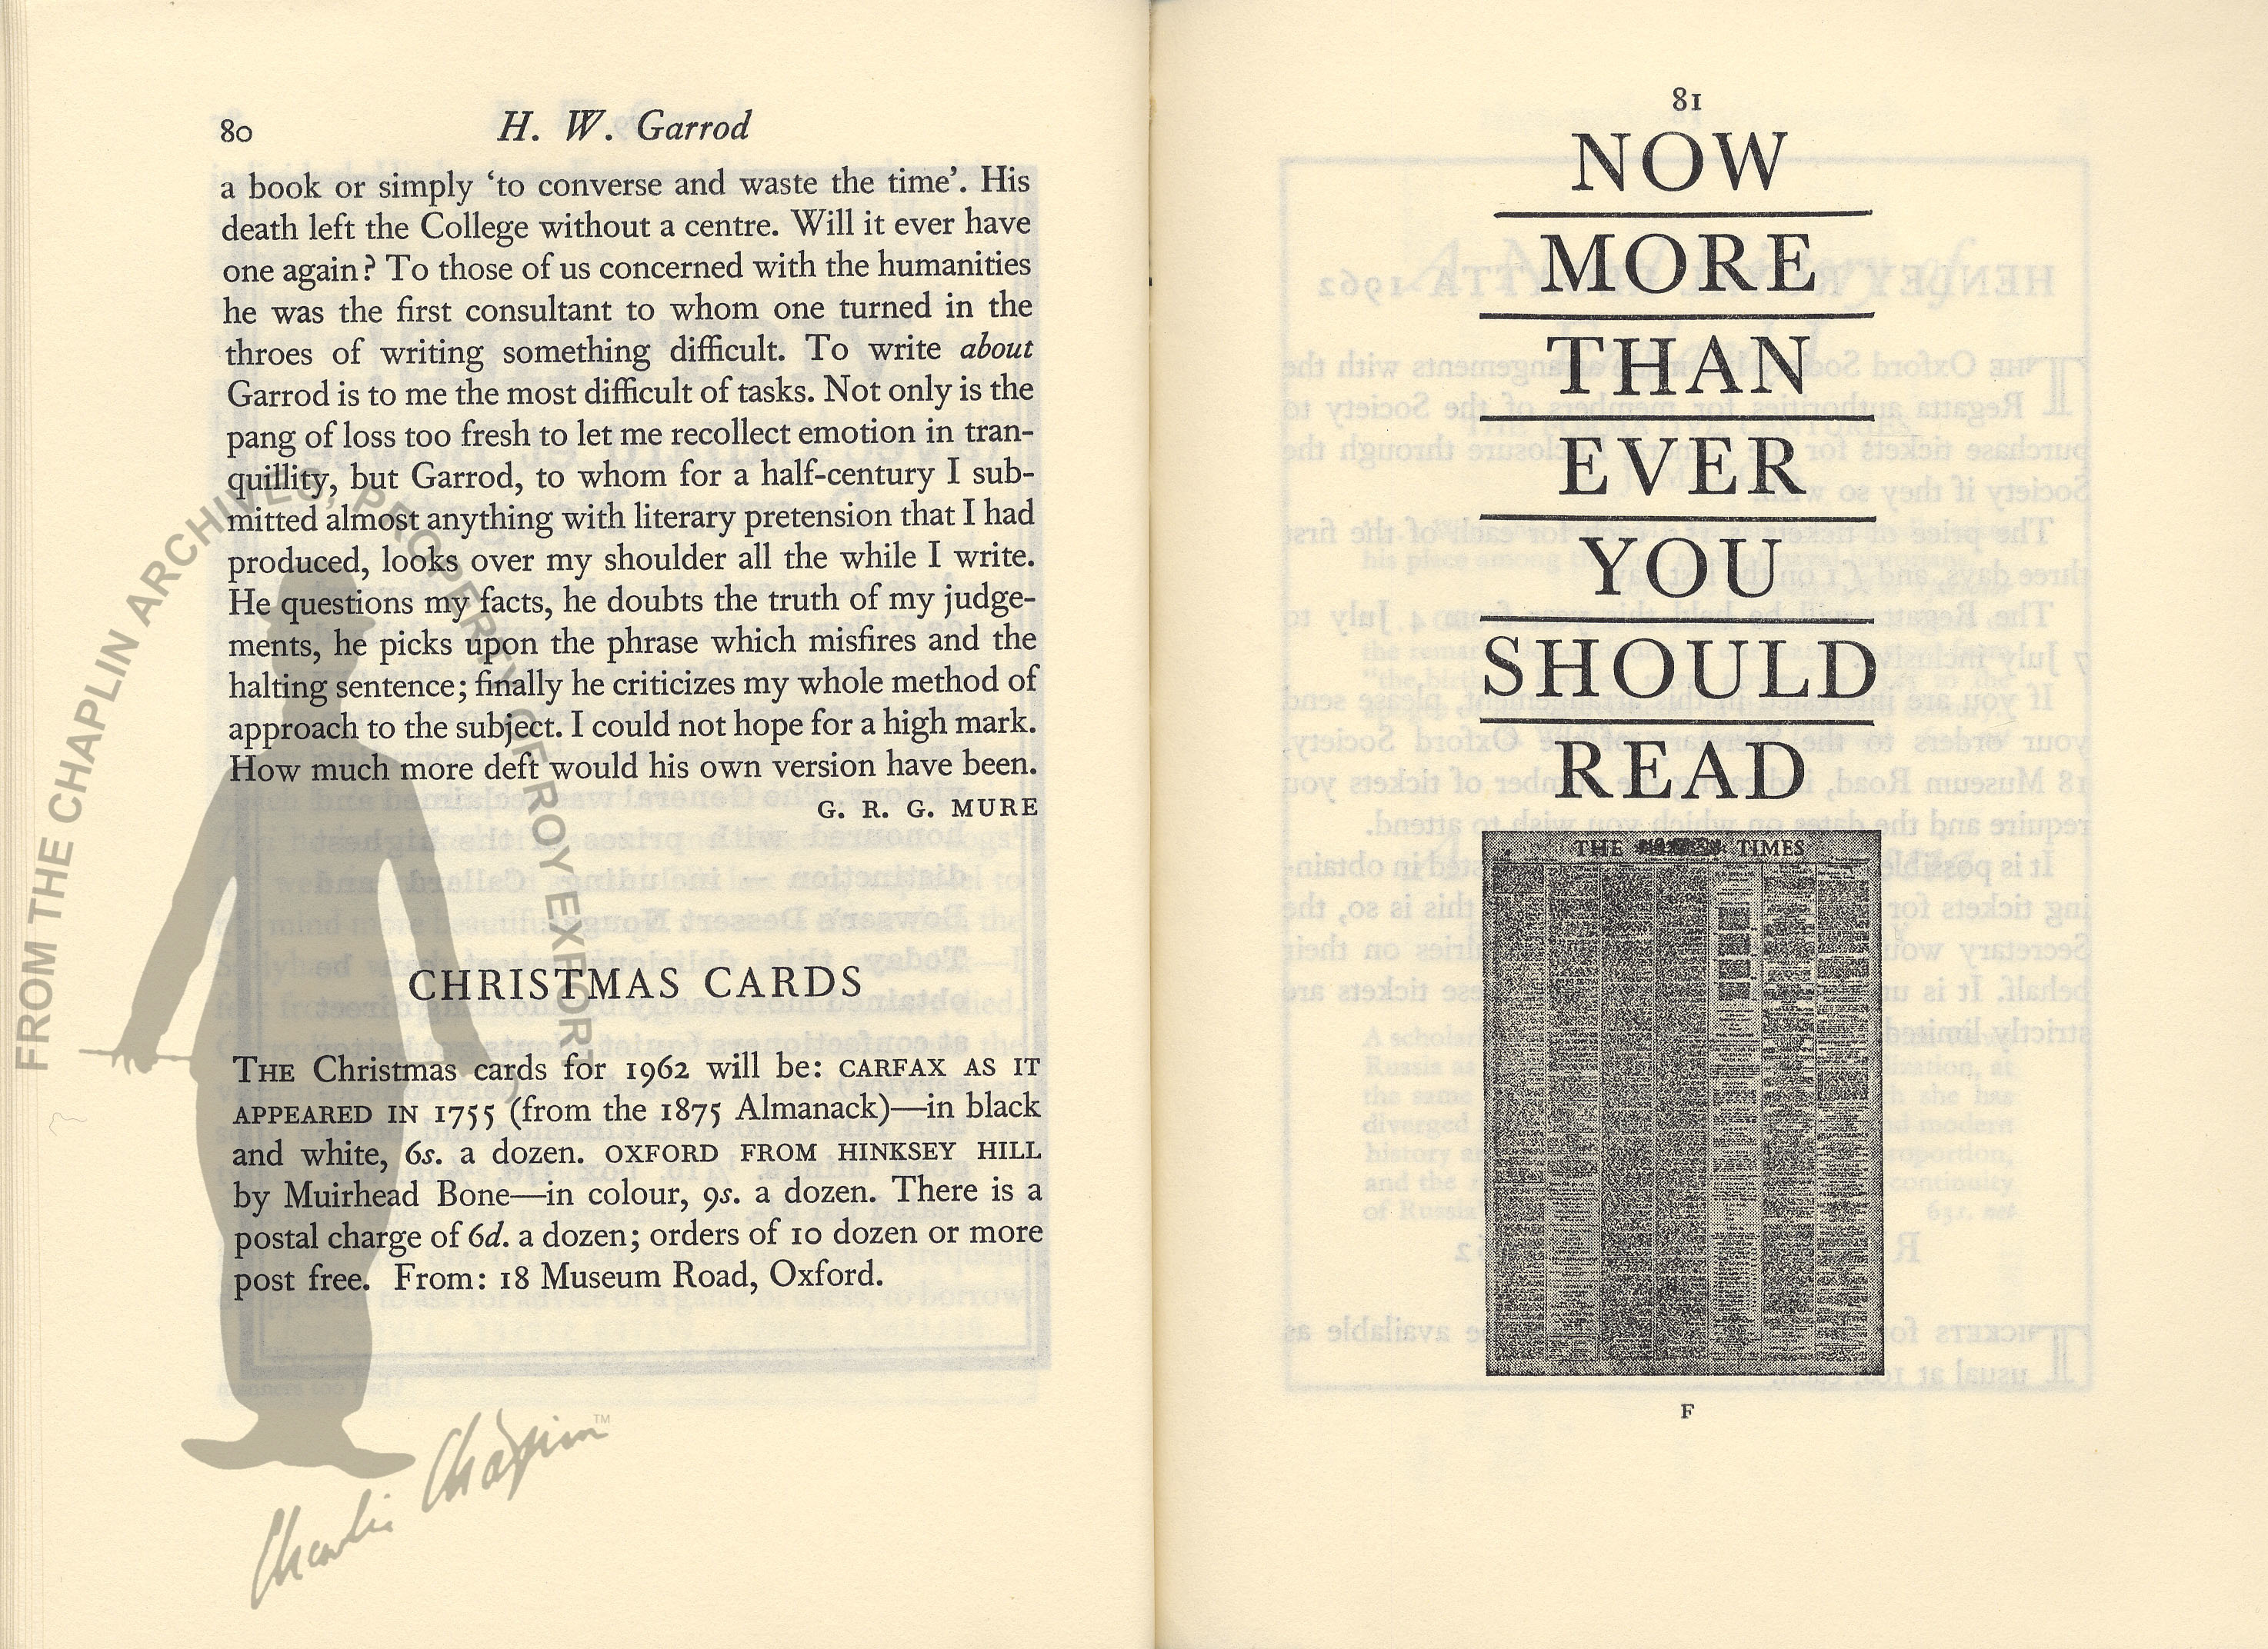 80
H. W. Garrod
a book or simply ‘to converse and waste the time’. His
death left the College without a centre. Will it ever have
one again? To those of us concerned with the humanities
he was the first consultant to whom one turned in the
throes of writing something difficult. To write about
Garrod is to me the most difficult of tasks. Not only is the
pang of loss too fresh to let me recollect emotion in tran-
quillity, but Garrod, to whom for a half-century I sub-
mitted almost anything with literary pretension that I had
produced, looks over my shoulder all the while I write.
He questions my facts, he doubts the truth of my judge-
ments, he picks upon the phrase which misfires and the
halting sentence; finally he criticizes my whole method of
approach to the subject. I could not hope for a high mark.
How much more deft would his own version have been.
G. R. G. MURE
CHRISTMAS CARDS
THE Christmas cards for 1962 will be: CARFAX AS IT
APPEARED IN 1755 (from the 1875 Almanack)—in black
and white, 6s. a dozen. OXFORD FROM HINKSEY HILL
by Muirhead Bone—in colour, 9s. a dozen. There is a
postal charge of 6d. a dozen; orders of 10 dozen or more
post free. From: 18 Museum Road, Oxford.
FROM THE CHAPLIN ARCHIVES, PROPERTY OF ROY EXPORT
Charlie Chaplin™
81
NOW
MORE
THAN
EVER
YOU
SHOULD
READ
THE TIMES
F